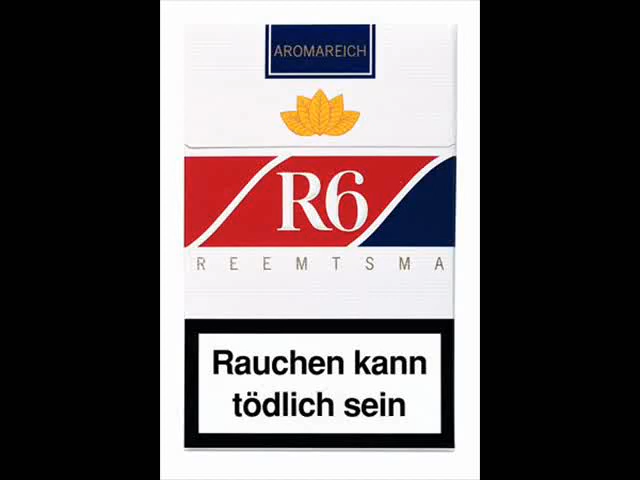 AROMAREICH
R6
REEMTSMA
Rauchen kann
tödlich sein